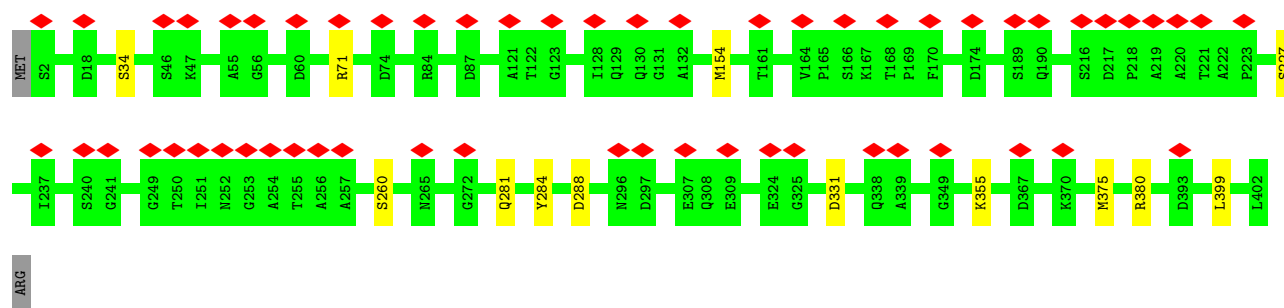 MET S2 D18 S34 S46 K47 A55 G56 D60 R71 D74 R84 D87 A121 T122 G123 I128 Q129 Q130 G131 A132 M154 T161 V164 P165 S166 K167 T168 P169 F170 D174 S189 Q190 S216 D217 P218 A219 A220 T221 A222 P223 S227
I237 S240 G241 G249 T250 I251 N252 G253 A254 T255 A256 A257 S260 N265 G272 Q281 Y284 D288 N296 D297 E307 Q308 E309 E324 G325 D331 Q338 A339 G349 K355 D367 K370 M375 R380 D393 L399 L402
ARG